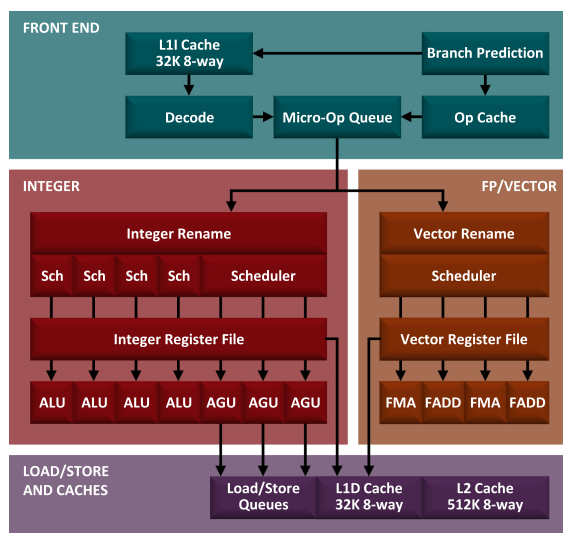 FRONT END
L1I Cache
32K 8-way
Branch Prediction
Decode
Micro-Op Queue
Op Cache
INTEGER
FP/VECTOR
Integer Rename
Vector Rename
Sch Sch Sch Sch Scheduler
Scheduler
Integer Register File
Vector Register File
ALU ALU ALU ALU AGU AGU AGU
FMA FADD FMA FADD
LOAD/STORE
AND CACHES
Load/Store
Queues
L1D Cache
32K 8-way
L2 Cache
512K 8-way